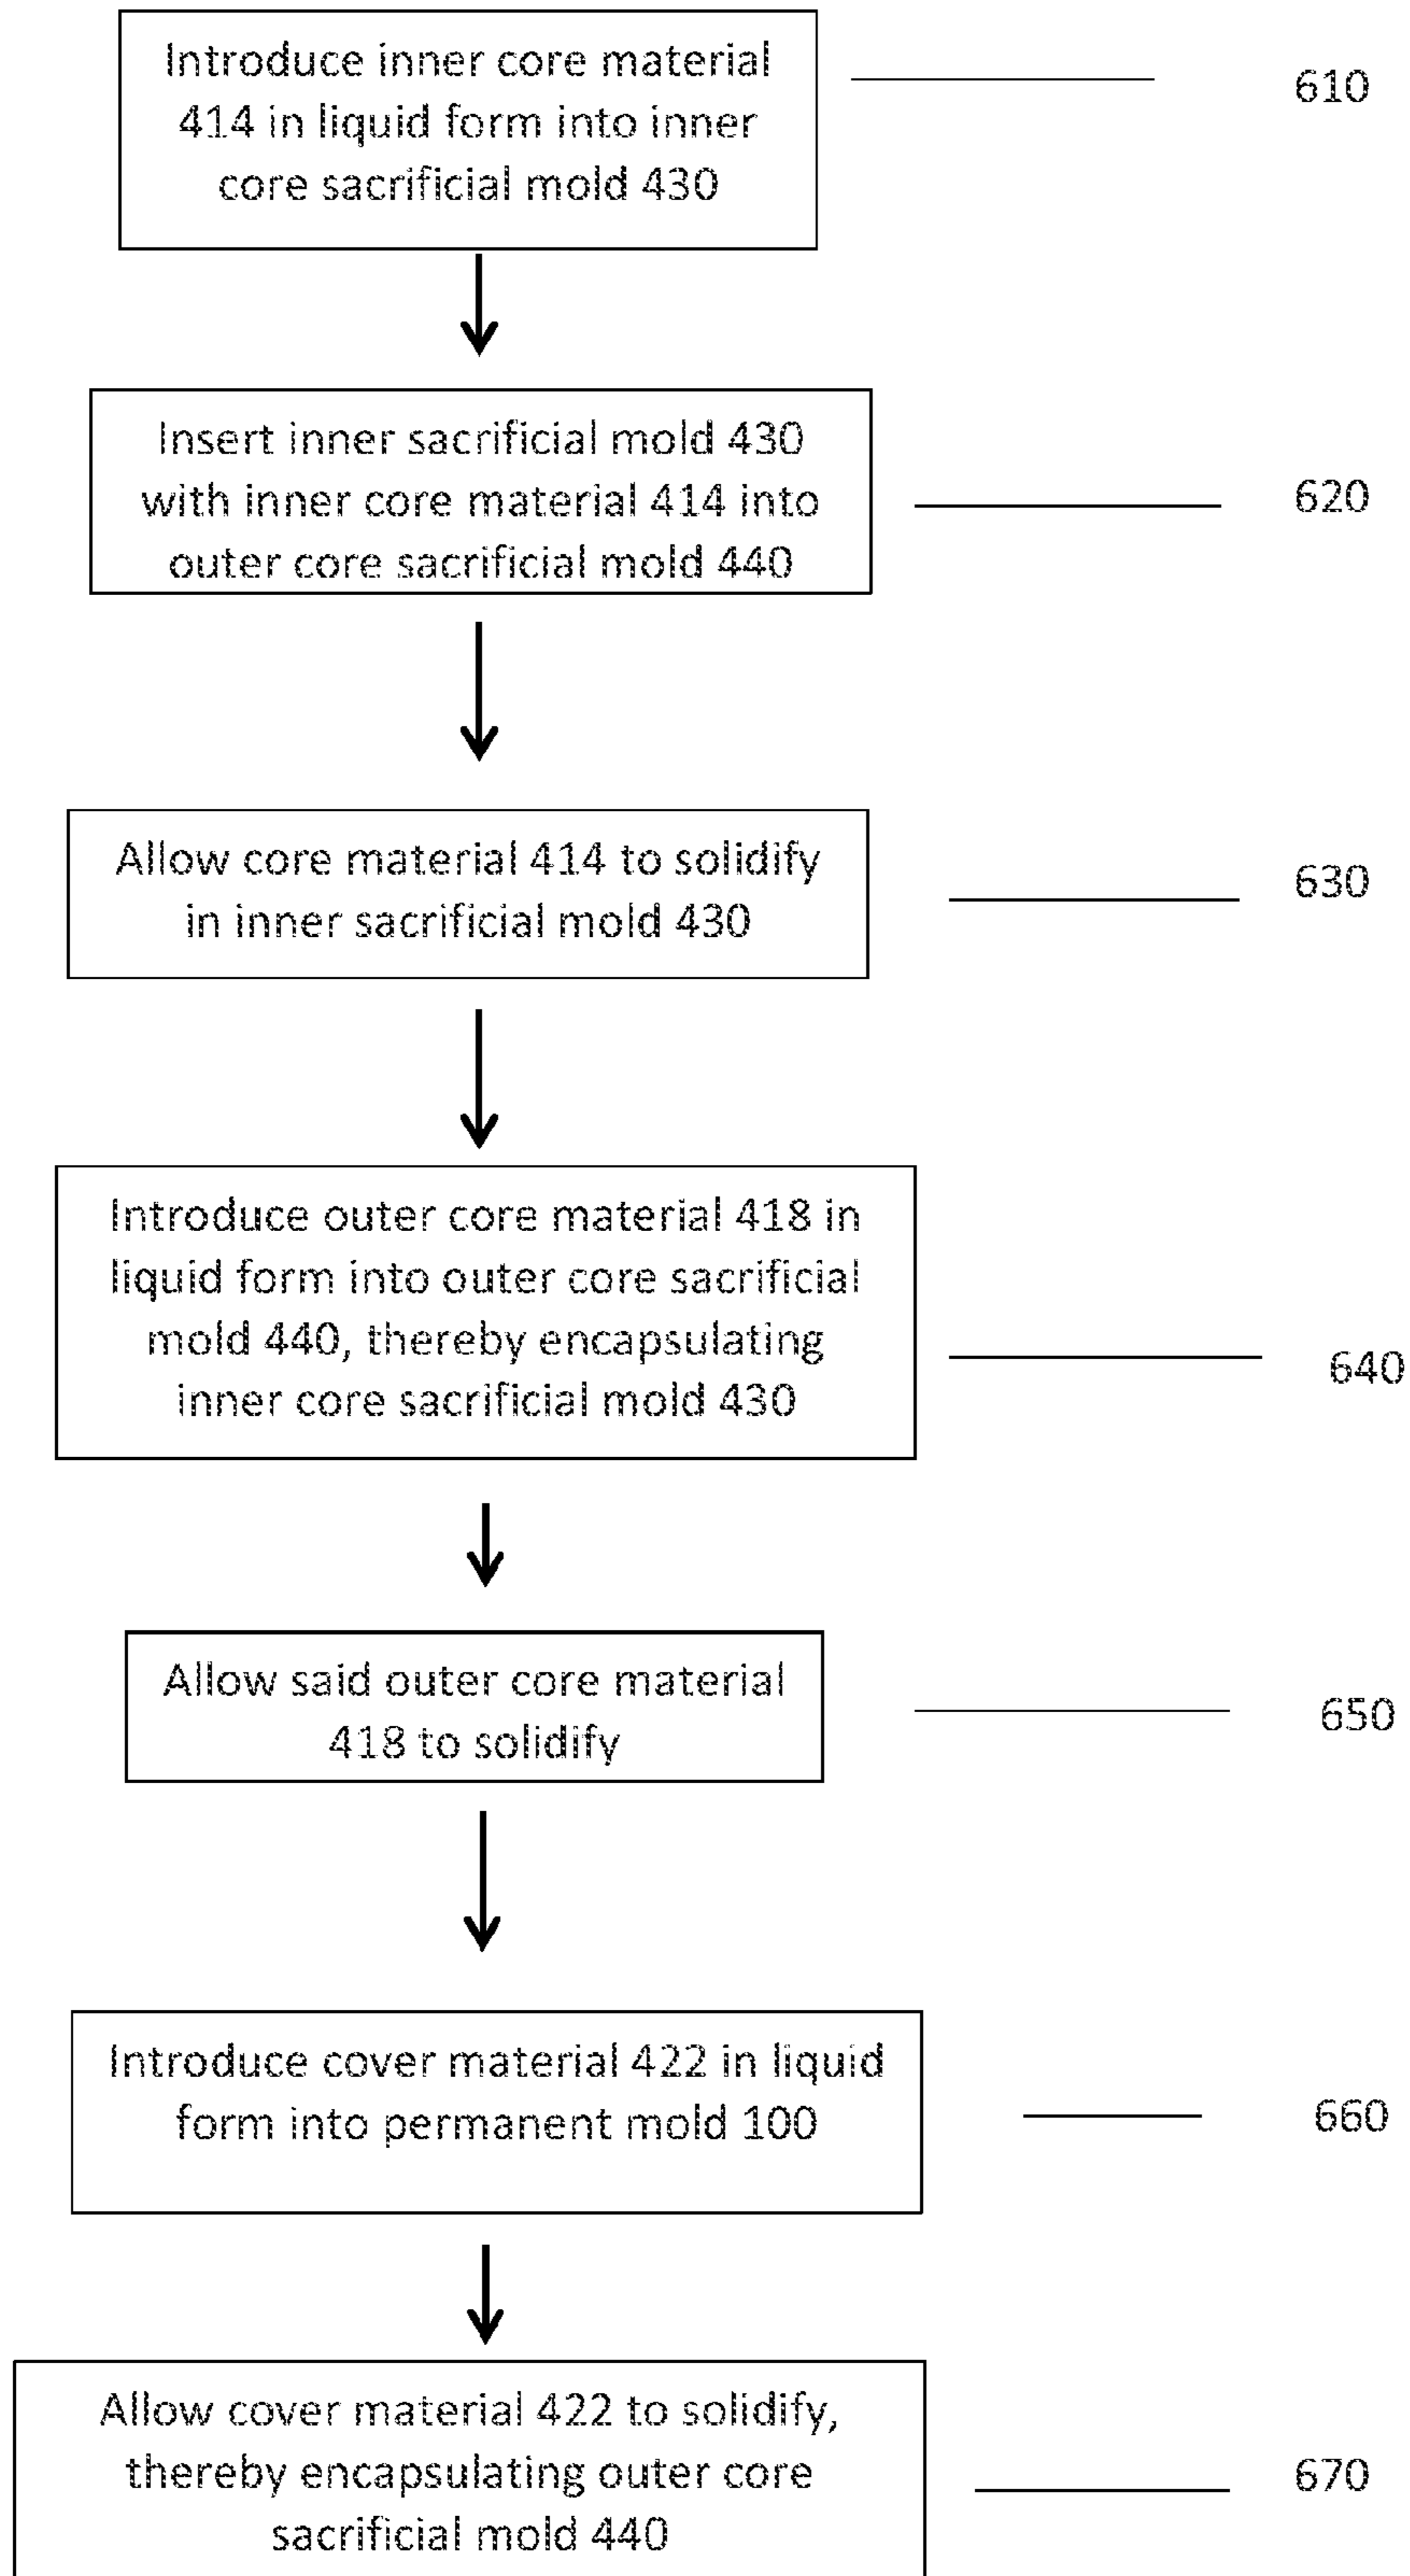 Introduce inner core material
414 in liquid form into inner
core sacrificial mold 430
610
Insert inner sacrificial mold 430
with inner core material 414 into
outer core sacrificial mold 440
620
Allow core material 414 to solidify
in inner sacrificial mold 430
630
Introduce outer core material 418 in
liquid form into outer core sacrificial
mold 440, thereby encapsulating
inner core sacrificial mold 430
640
Allow said outer core material
418 to solidify
650
Introduce cover material 422 in liquid
form into permanent mold 100
660
Allow cover material 422 to solidify,
thereby encapsulating outer core
sacrificial mold 440
670